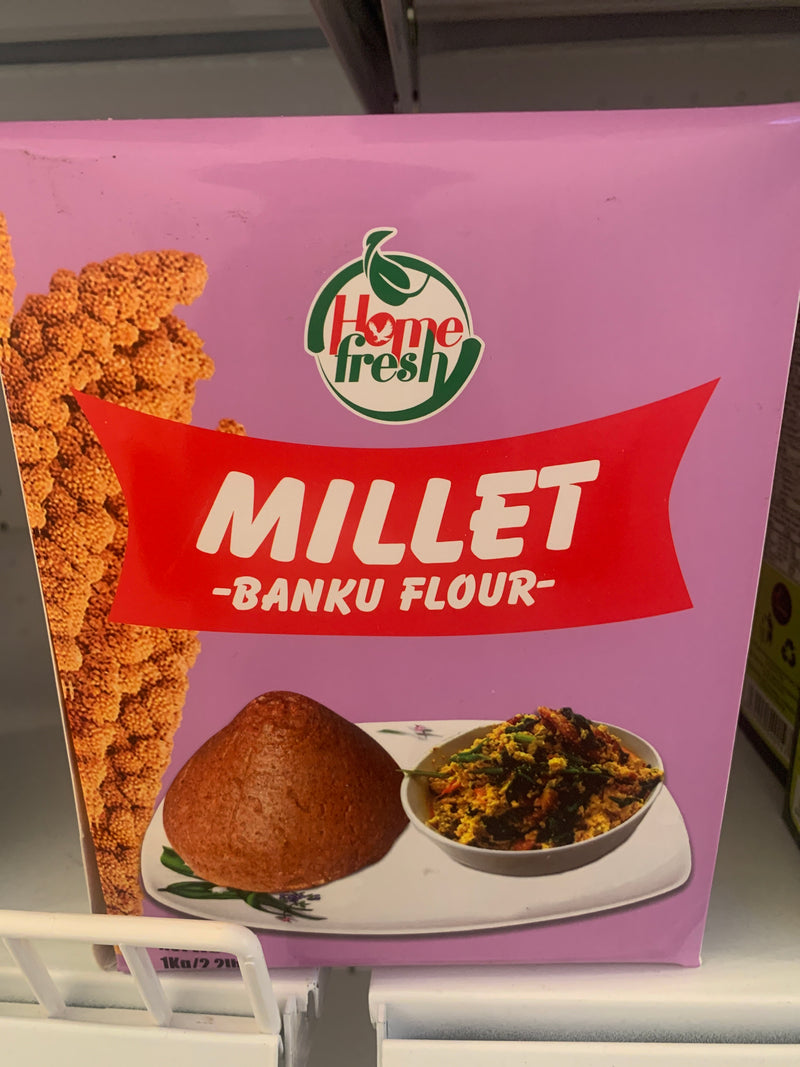 Home
fresh
MILLET
-BANKU FLOUR-
1Kg/2.2lb